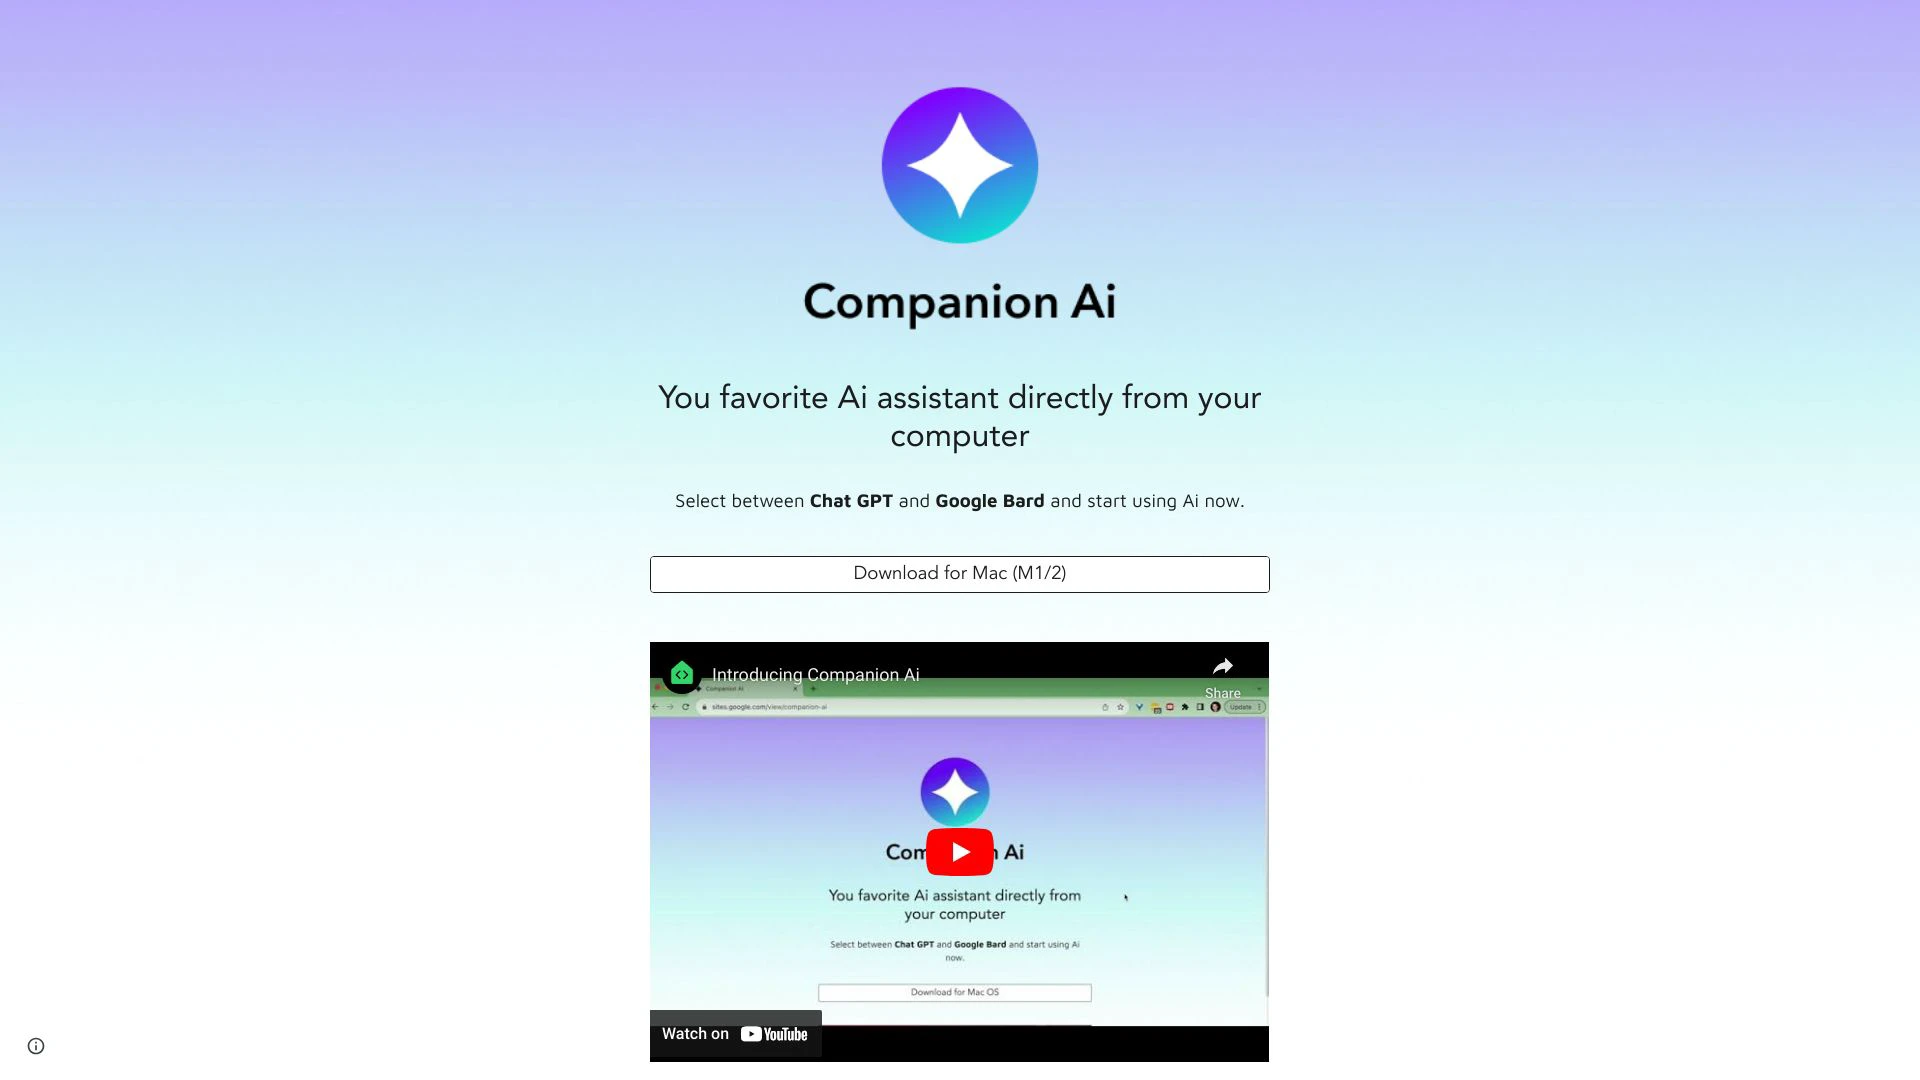 Companion Ai
You favorite Ai assistant directly from your
computer
Select between Chat GPT and Google Bard and start using Ai now.
Download for Mac (M1/2)
Introducing Companion Ai
Share
Companion Ai
sites.google.com/view/companion-ai
Update
You favorite Ai assistant directly from
your computer
Select between Chat GPT and Google Bard and start using Ai
now.
Download for Mac OS
Watch on YouTube